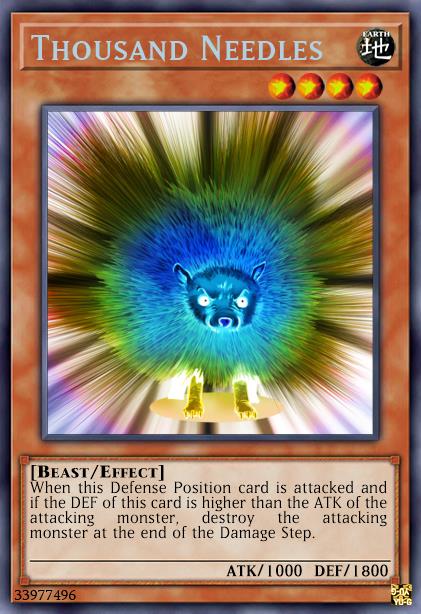 THOUSAND NEEDLES
EARTH
地
[BEAST/EFFECT]
When this Defense Position card is attacked and
if the DEF of this card is higher than the ATK of the
attacking monster, destroy the attacking
monster at the end of the Damage Step.
ATK/1000 DEF/1800
33977496